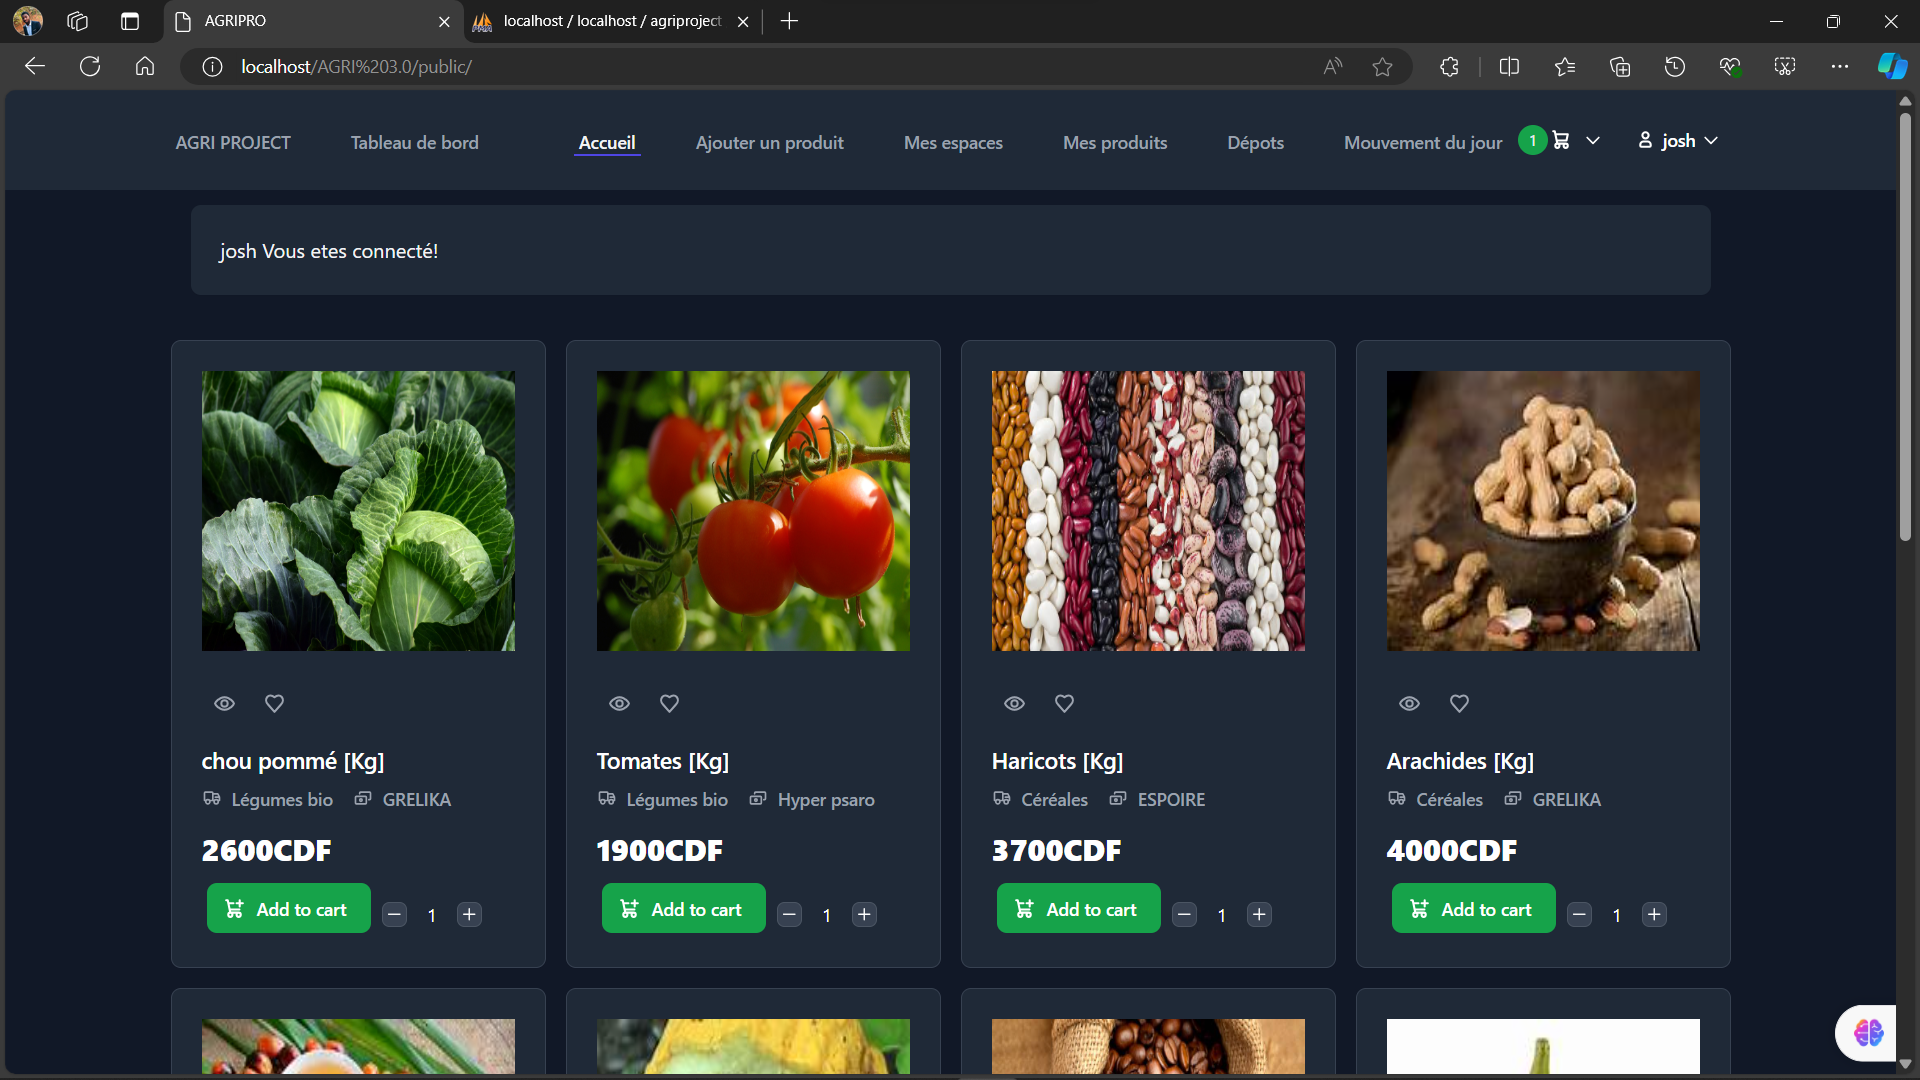 AGRIPRO
localhost / localhost / agriproject
localhost/AGRI%203.0/public/
AGRI PROJECT Tableau de bord Accueil Ajouter un produit Mes espaces Mes produits Dépots Mouvement du jour 1 josh
josh Vous etes connecté!
chou pommé [Kg]
Légumes bio GRELIKA
2600CDF
Add to cart 1
Tomates [Kg]
Légumes bio Hyper psaro
1900CDF
Add to cart 1
Haricots [Kg]
Céréales ESPOIRE
3700CDF
Add to cart 1
Arachides [Kg]
Céréales GRELIKA
4000CDF
Add to cart 1